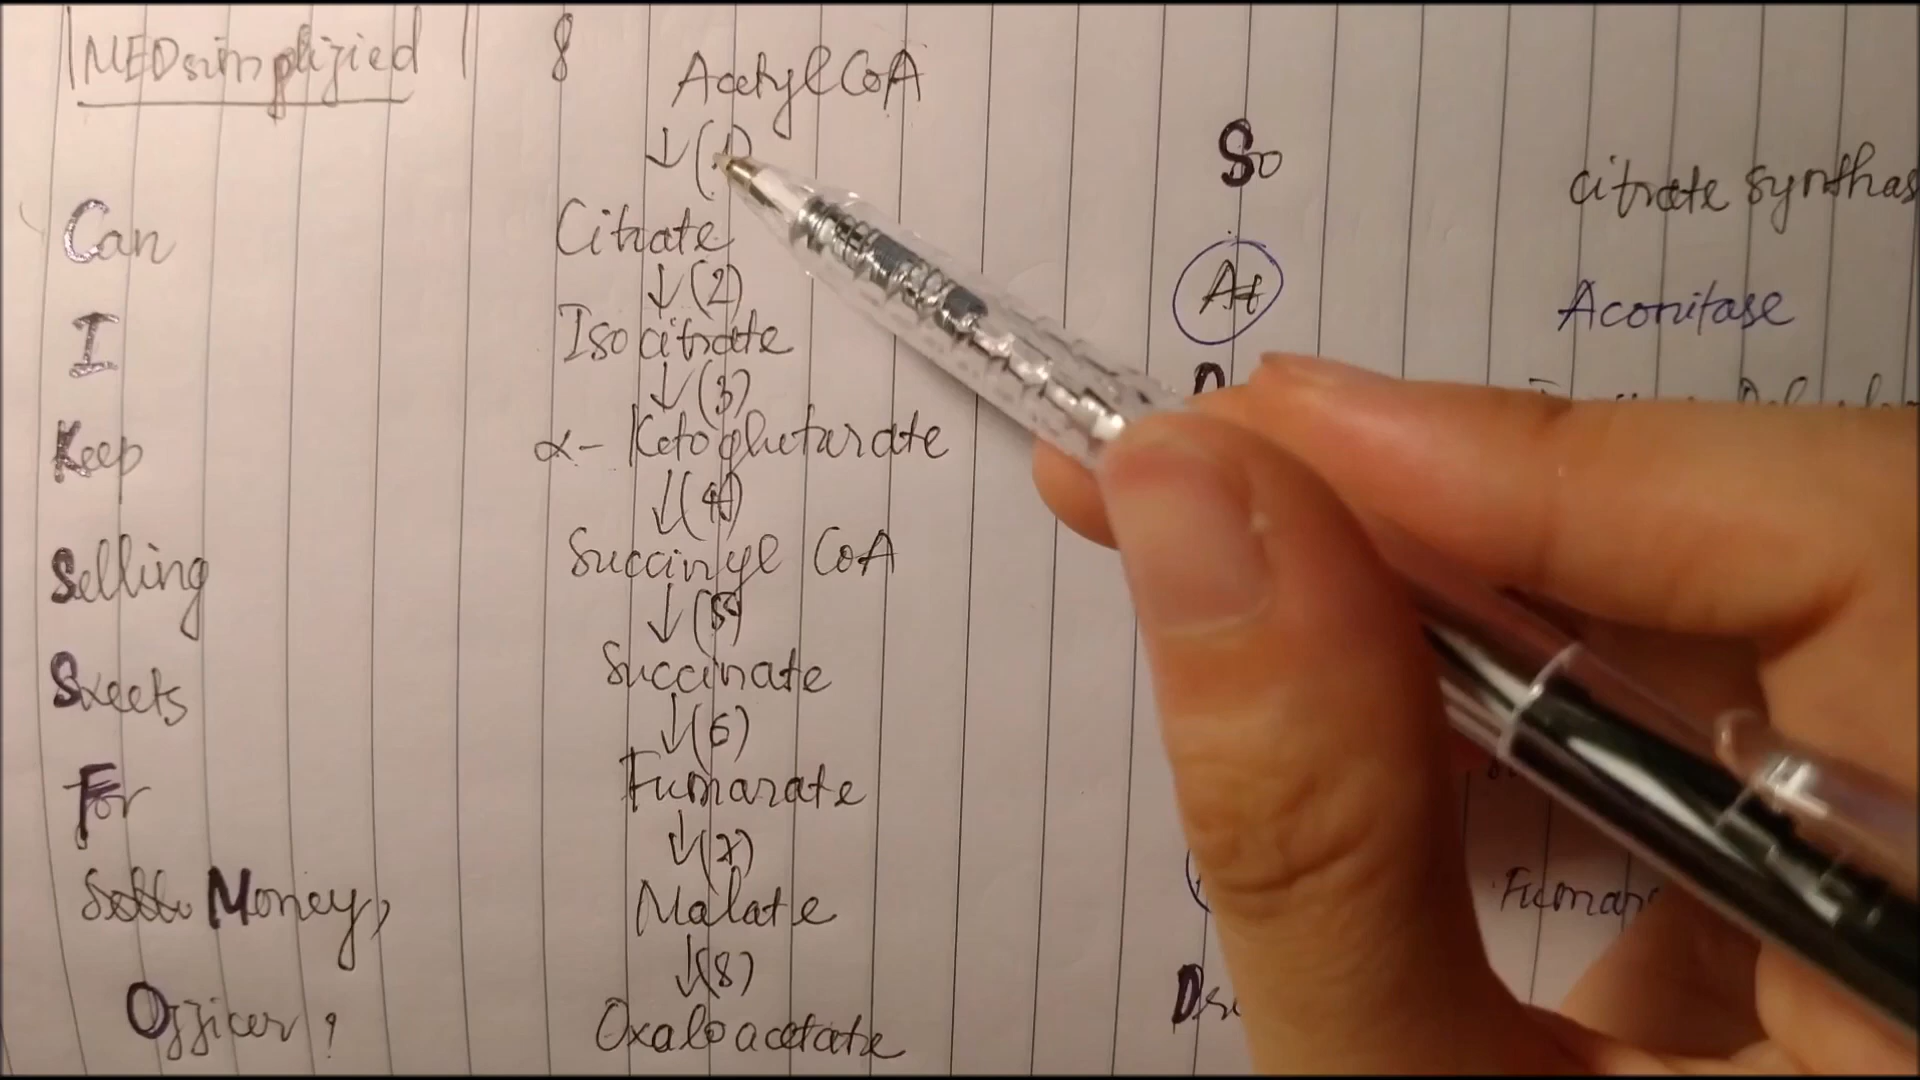 MEDsimplified 8 Acetyl CoA
↓ (1) So citrate synthas
Can Citrate
↓ (2) At Aconitase
I Isocitrate
↓ (3)
Keep α- Ketoglutarate
↓ (4)
Selling Succinyl CoA
↓ (5)
Sweets Succinate
↓ (6)
For Fumarate
↓ (7)
Money, Malate Fumar
↓ (8)
Officer? Oxaloacetate